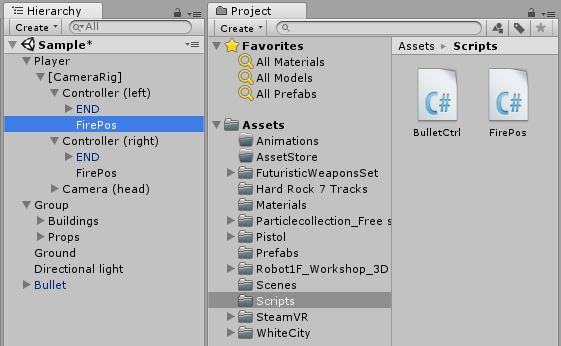 Hierarchy
Create
All
Sample*
Player
[CameraRig]
Controller (left)
END
FirePos
Controller (right)
END
FirePos
Camera (head)
Group
Buildings
Props
Ground
Directional light
Bullet
Project
Create
Favorites
All Materials
All Models
All Prefabs
Assets
Animations
AssetStore
FuturisticWeaponsSet
Hard Rock 7 Tracks
Materials
Particlecollection_Free s
Pistol
Prefabs
Robot1F_Workshop_3D
Scenes
Scripts
SteamVR
WhiteCity
Assets Scripts
C# C#
BulletCtrl FirePos